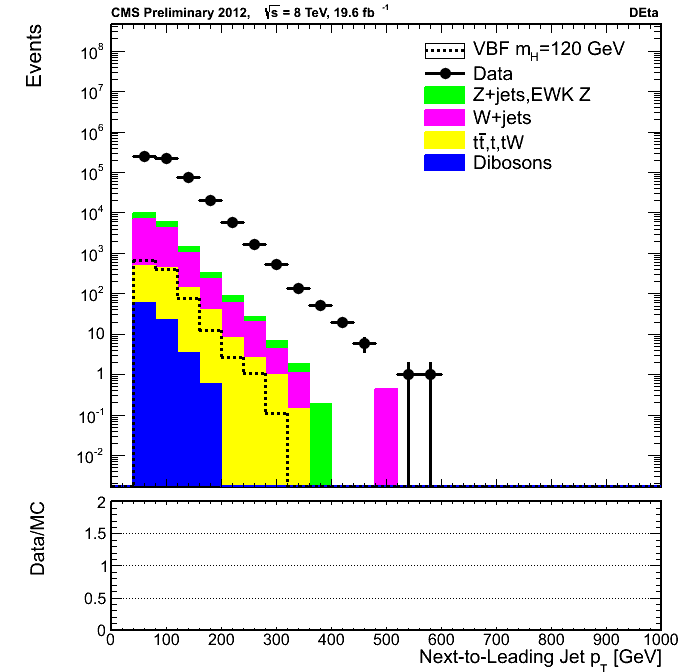 CMS Preliminary 2012, √s = 8 TeV, 19.6 fb⁻¹ DEta
Events
10⁸
10⁷
10⁶
10⁵
10⁴
10³
10²
10
1
10⁻¹
10⁻²
VBF m_H=120 GeV
Data
Z+jets,EWK Z
W+jets
tt̄,t,tW
Dibosons
Data/MC
2
1.5
1
0.5
0
0 100 200 300 400 500 600 700 800 900 1000
Next-to-Leading Jet p_T [GeV]